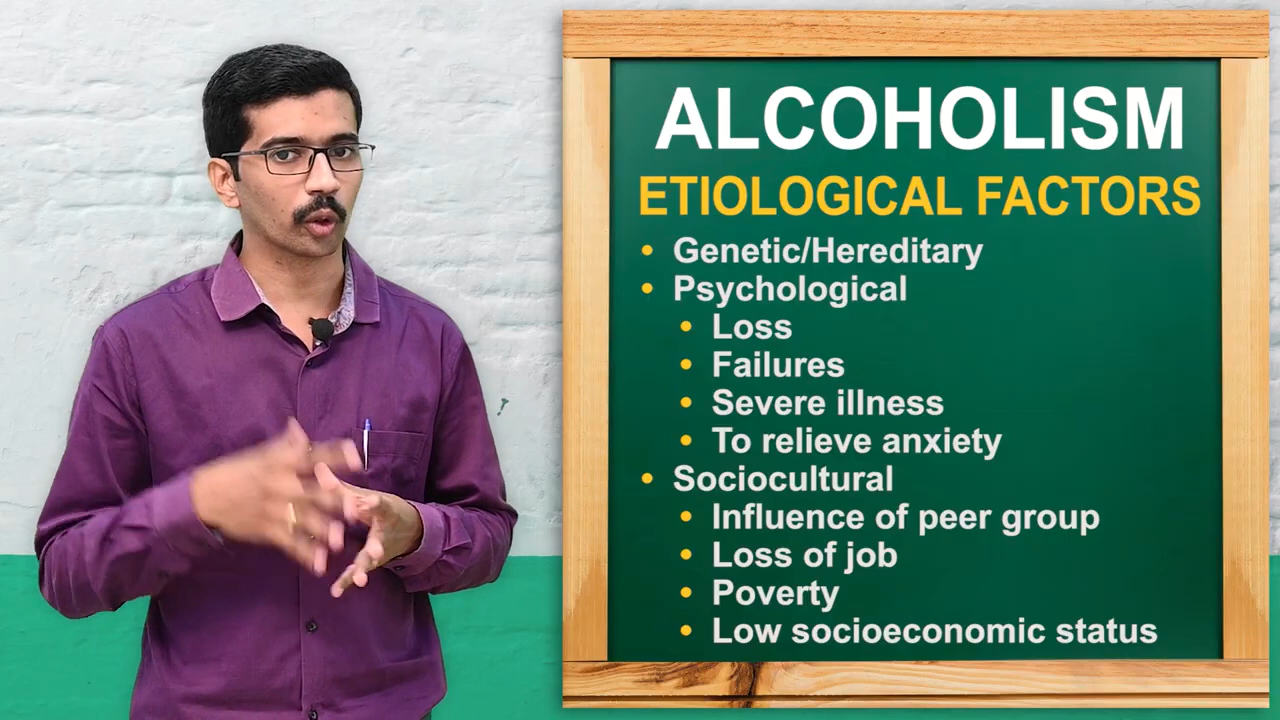 ALCOHOLISM
ETIOLOGICAL FACTORS
• Genetic/Hereditary
• Psychological
• Loss
• Failures
• Severe illness
• To relieve anxiety
• Sociocultural
• Influence of peer group
• Loss of job
• Poverty
• Low socioeconomic status